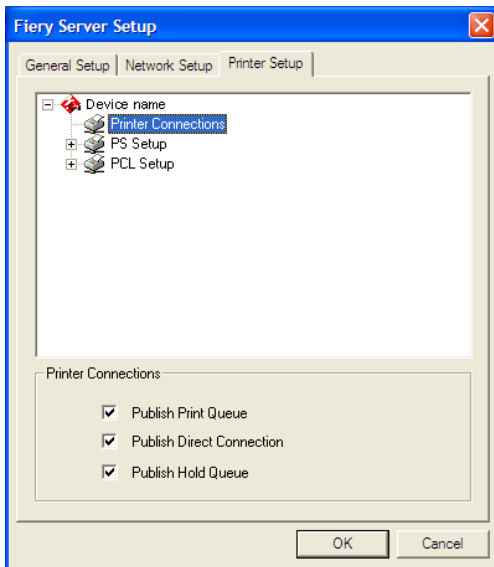 Fiery Server Setup
General Setup Network Setup Printer Setup
Device name
Printer Connections
PS Setup
PCL Setup
Printer Connections
Publish Print Queue
Publish Direct Connection
Publish Hold Queue
OK Cancel